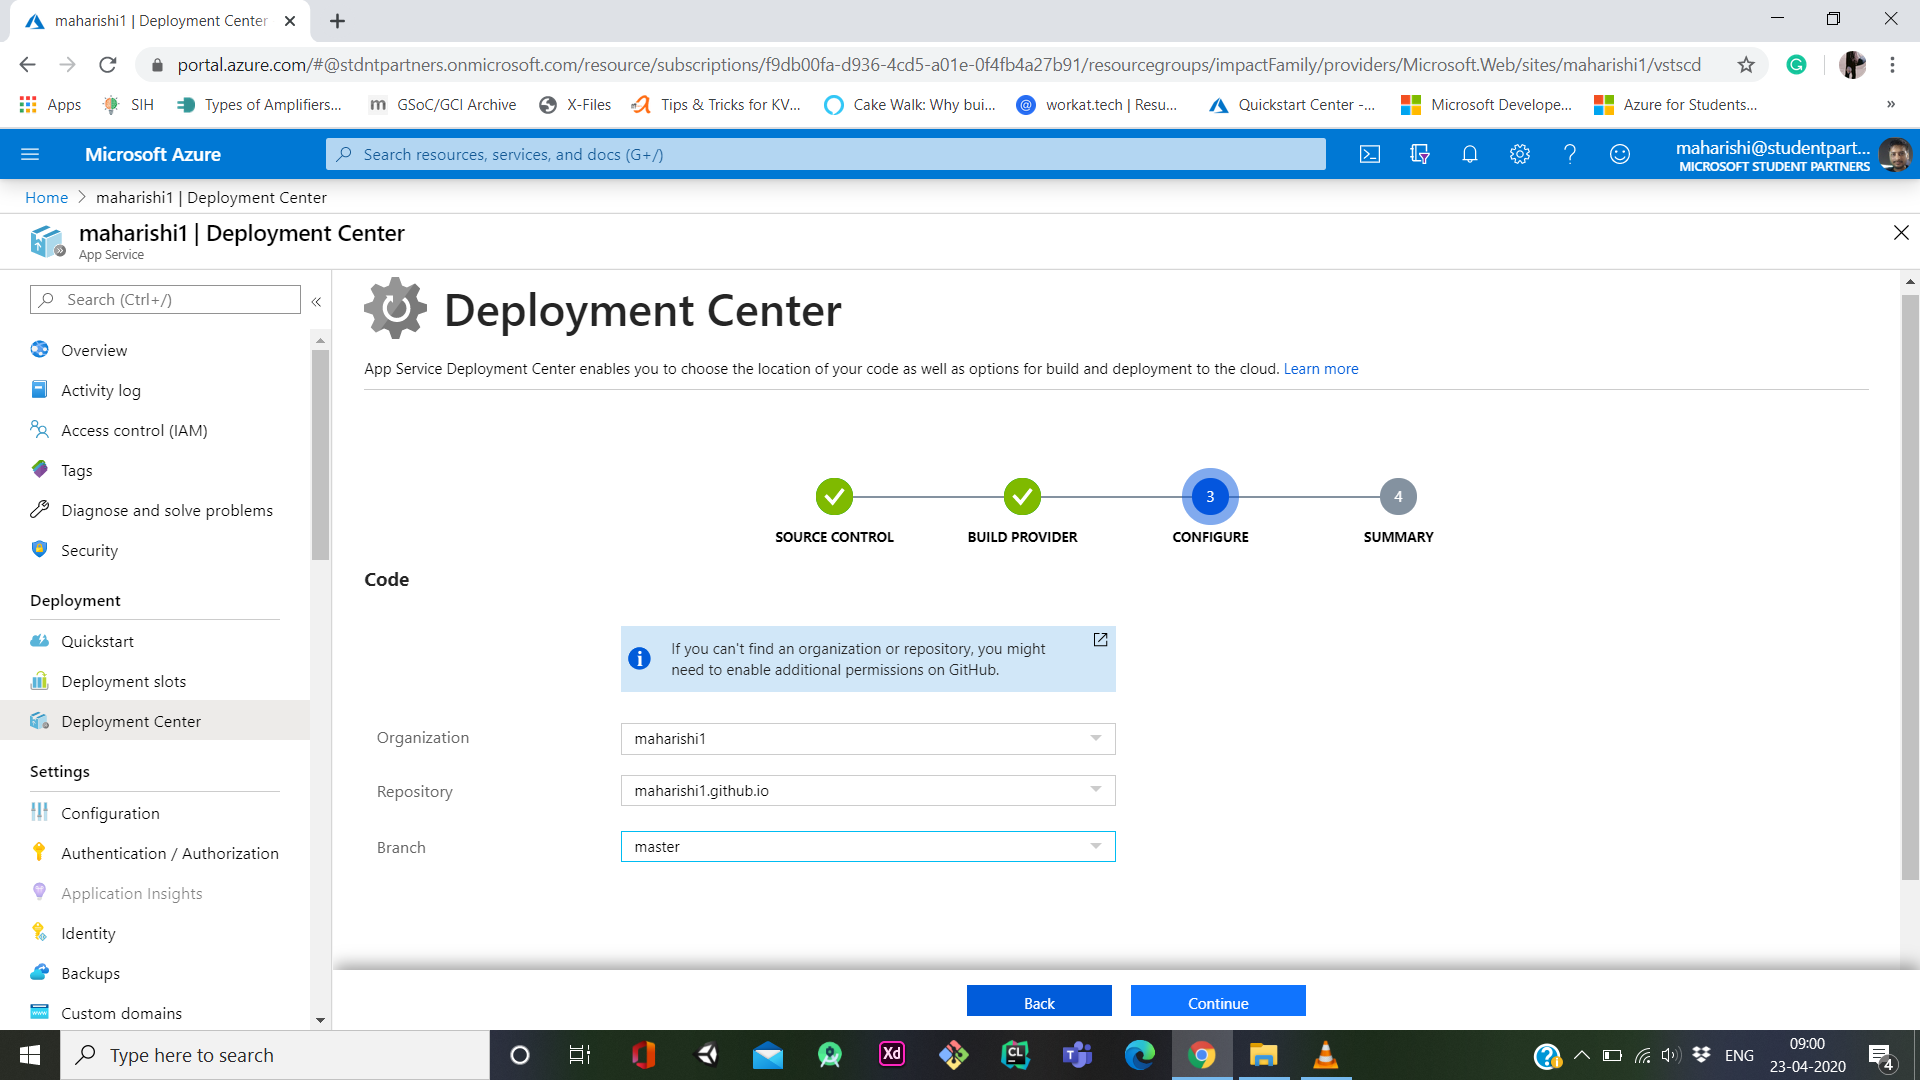 maharishi1 | Deployment Center
portal.azure.com/#@stdntpartners.onmicrosoft.com/resource/subscriptions/f9db00fa-d936-4cd5-a01e-0f4fb4a27b91/resourcegroups/impactFamily/providers/Microsoft.Web/sites/maharishi1/vstscd
Apps SIH Types of Amplifiers... GSoC/GCI Archive X-Files Tips & Tricks for KV... Cake Walk: Why bui... workat.tech | Resu... Quickstart Center -... Microsoft Develope... Azure for Students... »
Microsoft Azure
Search resources, services, and docs (G+/)
maharishi@studentpart...
MICROSOFT STUDENT PARTNERS
Home > maharishi1 | Deployment Center
maharishi1 | Deployment Center
App Service
Search (Ctrl+/)
«
Overview
Activity log
Access control (IAM)
Tags
Diagnose and solve problems
Security
Deployment
Quickstart
Deployment slots
Deployment Center
Settings
Configuration
Authentication / Authorization
Application Insights
Identity
Backups
Custom domains
Deployment Center
App Service Deployment Center enables you to choose the location of your code as well as options for build and deployment to the cloud. Learn more
3 4
SOURCE CONTROL BUILD PROVIDER CONFIGURE SUMMARY
Code
If you can't find an organization or repository, you might
need to enable additional permissions on GitHub.
Organization maharishi1
Repository maharishi1.github.io
Branch master
Back Continue
Type here to search
Xd
CL
ENG
09:00
23-04-2020
4